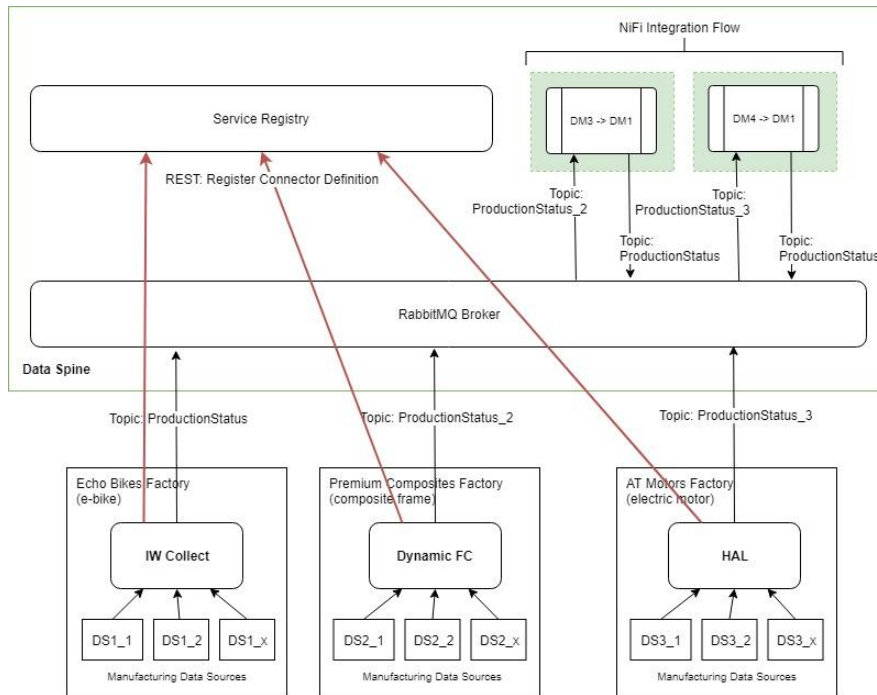 NiFi Integration Flow
Service Registry
DM3 -> DM1
DM4 -> DM1
REST: Register Connector Definition
Topic:
ProductionStatus_2
Topic:
ProductionStatus_3
Topic:
ProductionStatus
Topic:
ProductionStatus
RabbitMQ Broker
Data Spine
Topic: ProductionStatus
Topic: ProductionStatus_2
Topic: ProductionStatus_3
Echo Bikes Factory
(e-bike)
Premium Composites Factory
(composite frame)
AT Motors Factory
(electric motor)
IW Collect
Dynamic FC
HAL
DS1_1
DS1_2
DS1_x
DS2_1
DS2_2
DS2_x
DS3_1
DS3_2
DS3_x
Manufacturing Data Sources
Manufacturing Data Sources
Manufacturing Data Sources